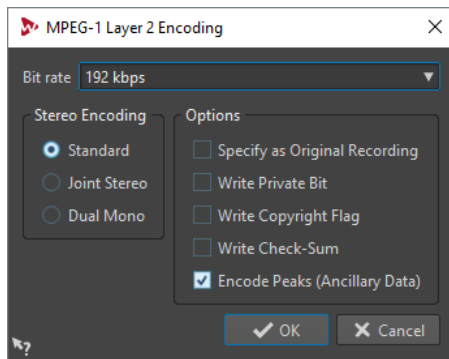 MPEG-1 Layer 2 Encoding
Bit rate 192 kbps
Stereo Encoding
Standard
Joint Stereo
Dual Mono
Options
Specify as Original Recording
Write Private Bit
Write Copyright Flag
Write Check-Sum
Encode Peaks (Ancillary Data)
OK Cancel
?